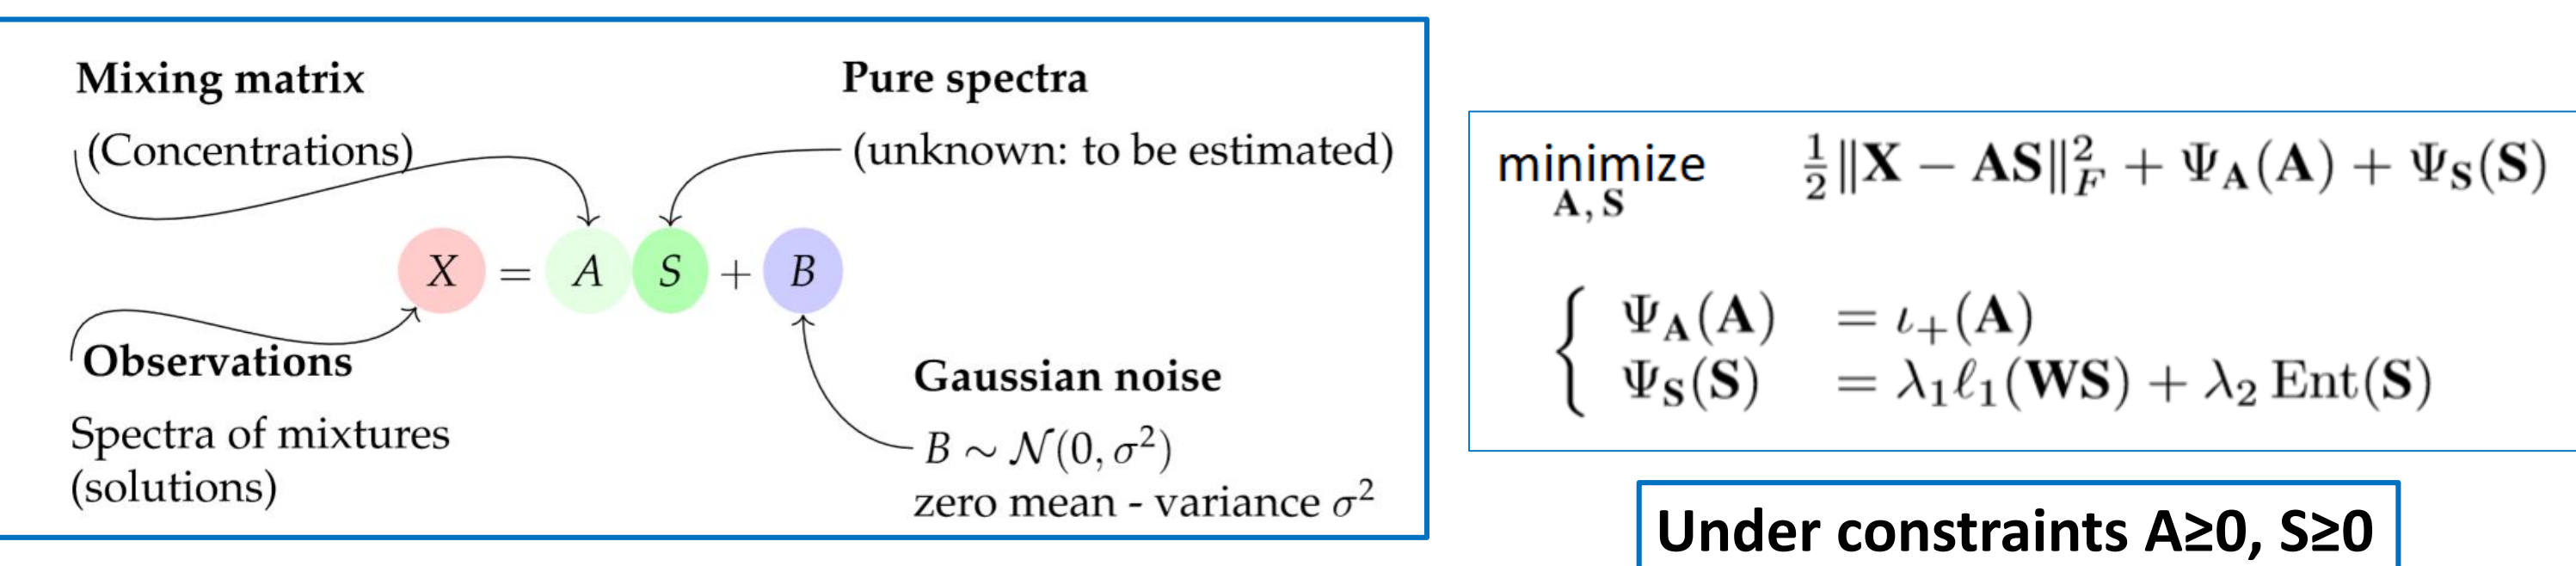 Mixing matrix
(Concentrations)
Pure spectra
(unknown: to be estimated)
X = A S + B
Observations
Spectra of mixtures
(solutions)
Gaussian noise
B ∼ 𝒩(0, σ²)
zero mean - variance σ²
minimize ½‖X − AS‖²_F + Ψ_A(A) + Ψ_S(S)
A, S
{ Ψ_A(A) = ι₊(A)
Ψ_S(S) = λ₁ℓ₁(WS) + λ₂ Ent(S)
Under constraints A≥0, S≥0